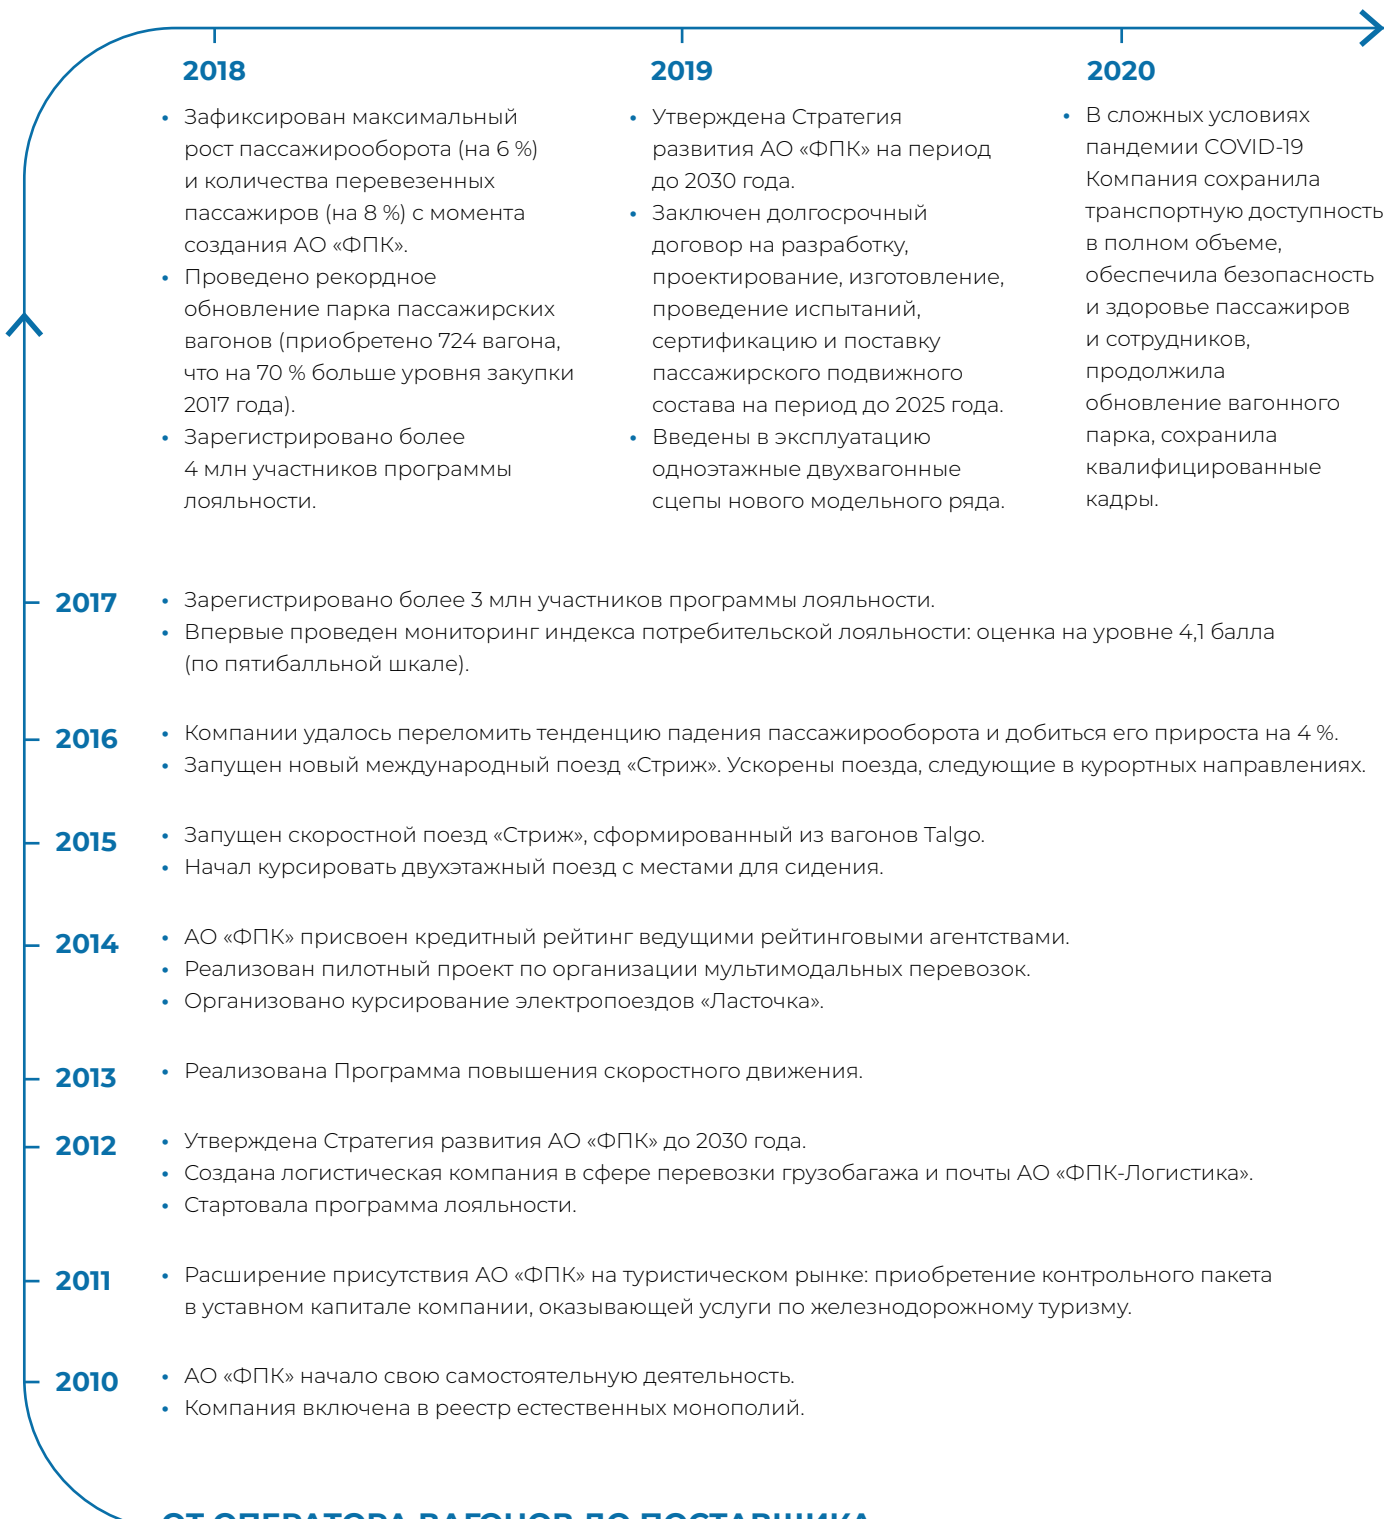 2018
• Зафиксирован максимальный
рост пассажирооборота (на 6 %)
и количества перевезенных
пассажиров (на 8 %) с момента
создания АО «ФПК».
• Проведено рекордное
обновление парка пассажирских
вагонов (приобретено 724 вагона,
что на 70 % больше уровня закупки
2017 года).
• Зарегистрировано более
4 млн участников программы
лояльности.
2019
• Утверждена Стратегия
развития АО «ФПК» на период
до 2030 года.
• Заключен долгосрочный
договор на разработку,
проектирование, изготовление,
проведение испытаний,
сертификацию и поставку
пассажирского подвижного
состава на период до 2025 года.
• Введены в эксплуатацию
одноэтажные двухвагонные
сцепы нового модельного ряда.
2020
• В сложных условиях
пандемии COVID-19
Компания сохранила
транспортную доступность
в полном объеме,
обеспечила безопасность
и здоровье пассажиров
и сотрудников,
продолжила
обновление вагонного
парка, сохранила
квалифицированные
кадры.
2017
• Зарегистрировано более 3 млн участников программы лояльности.
• Впервые проведен мониторинг индекса потребительской лояльности: оценка на уровне 4,1 балла
(по пятибалльной шкале).
2016
• Компании удалось переломить тенденцию падения пассажирооборота и добиться его прироста на 4 %.
• Запущен новый международный поезд «Стриж». Ускорены поезда, следующие в курортных направлениях.
2015
• Запущен скоростной поезд «Стриж», сформированный из вагонов Talgo.
• Начал курсировать двухэтажный поезд с местами для сидения.
2014
• АО «ФПК» присвоен кредитный рейтинг ведущими рейтинговыми агентствами.
• Реализован пилотный проект по организации мультимодальных перевозок.
• Организовано курсирование электропоездов «Ласточка».
2013
• Реализована Программа повышения скоростного движения.
2012
• Утверждена Стратегия развития АО «ФПК» до 2030 года.
• Создана логистическая компания в сфере перевозки грузобагажа и почты АО «ФПК-Логистика».
• Стартовала программа лояльности.
2011
• Расширение присутствия АО «ФПК» на туристическом рынке: приобретение контрольного пакета
в уставном капитале компании, оказывающей услуги по железнодорожному туризму.
2010
• АО «ФПК» начало свою самостоятельную деятельность.
• Компания включена в реестр естественных монополий.
ОТ ОПЕРАТОРА ВАГОНОВ ДО ПОСТАВЩИКА